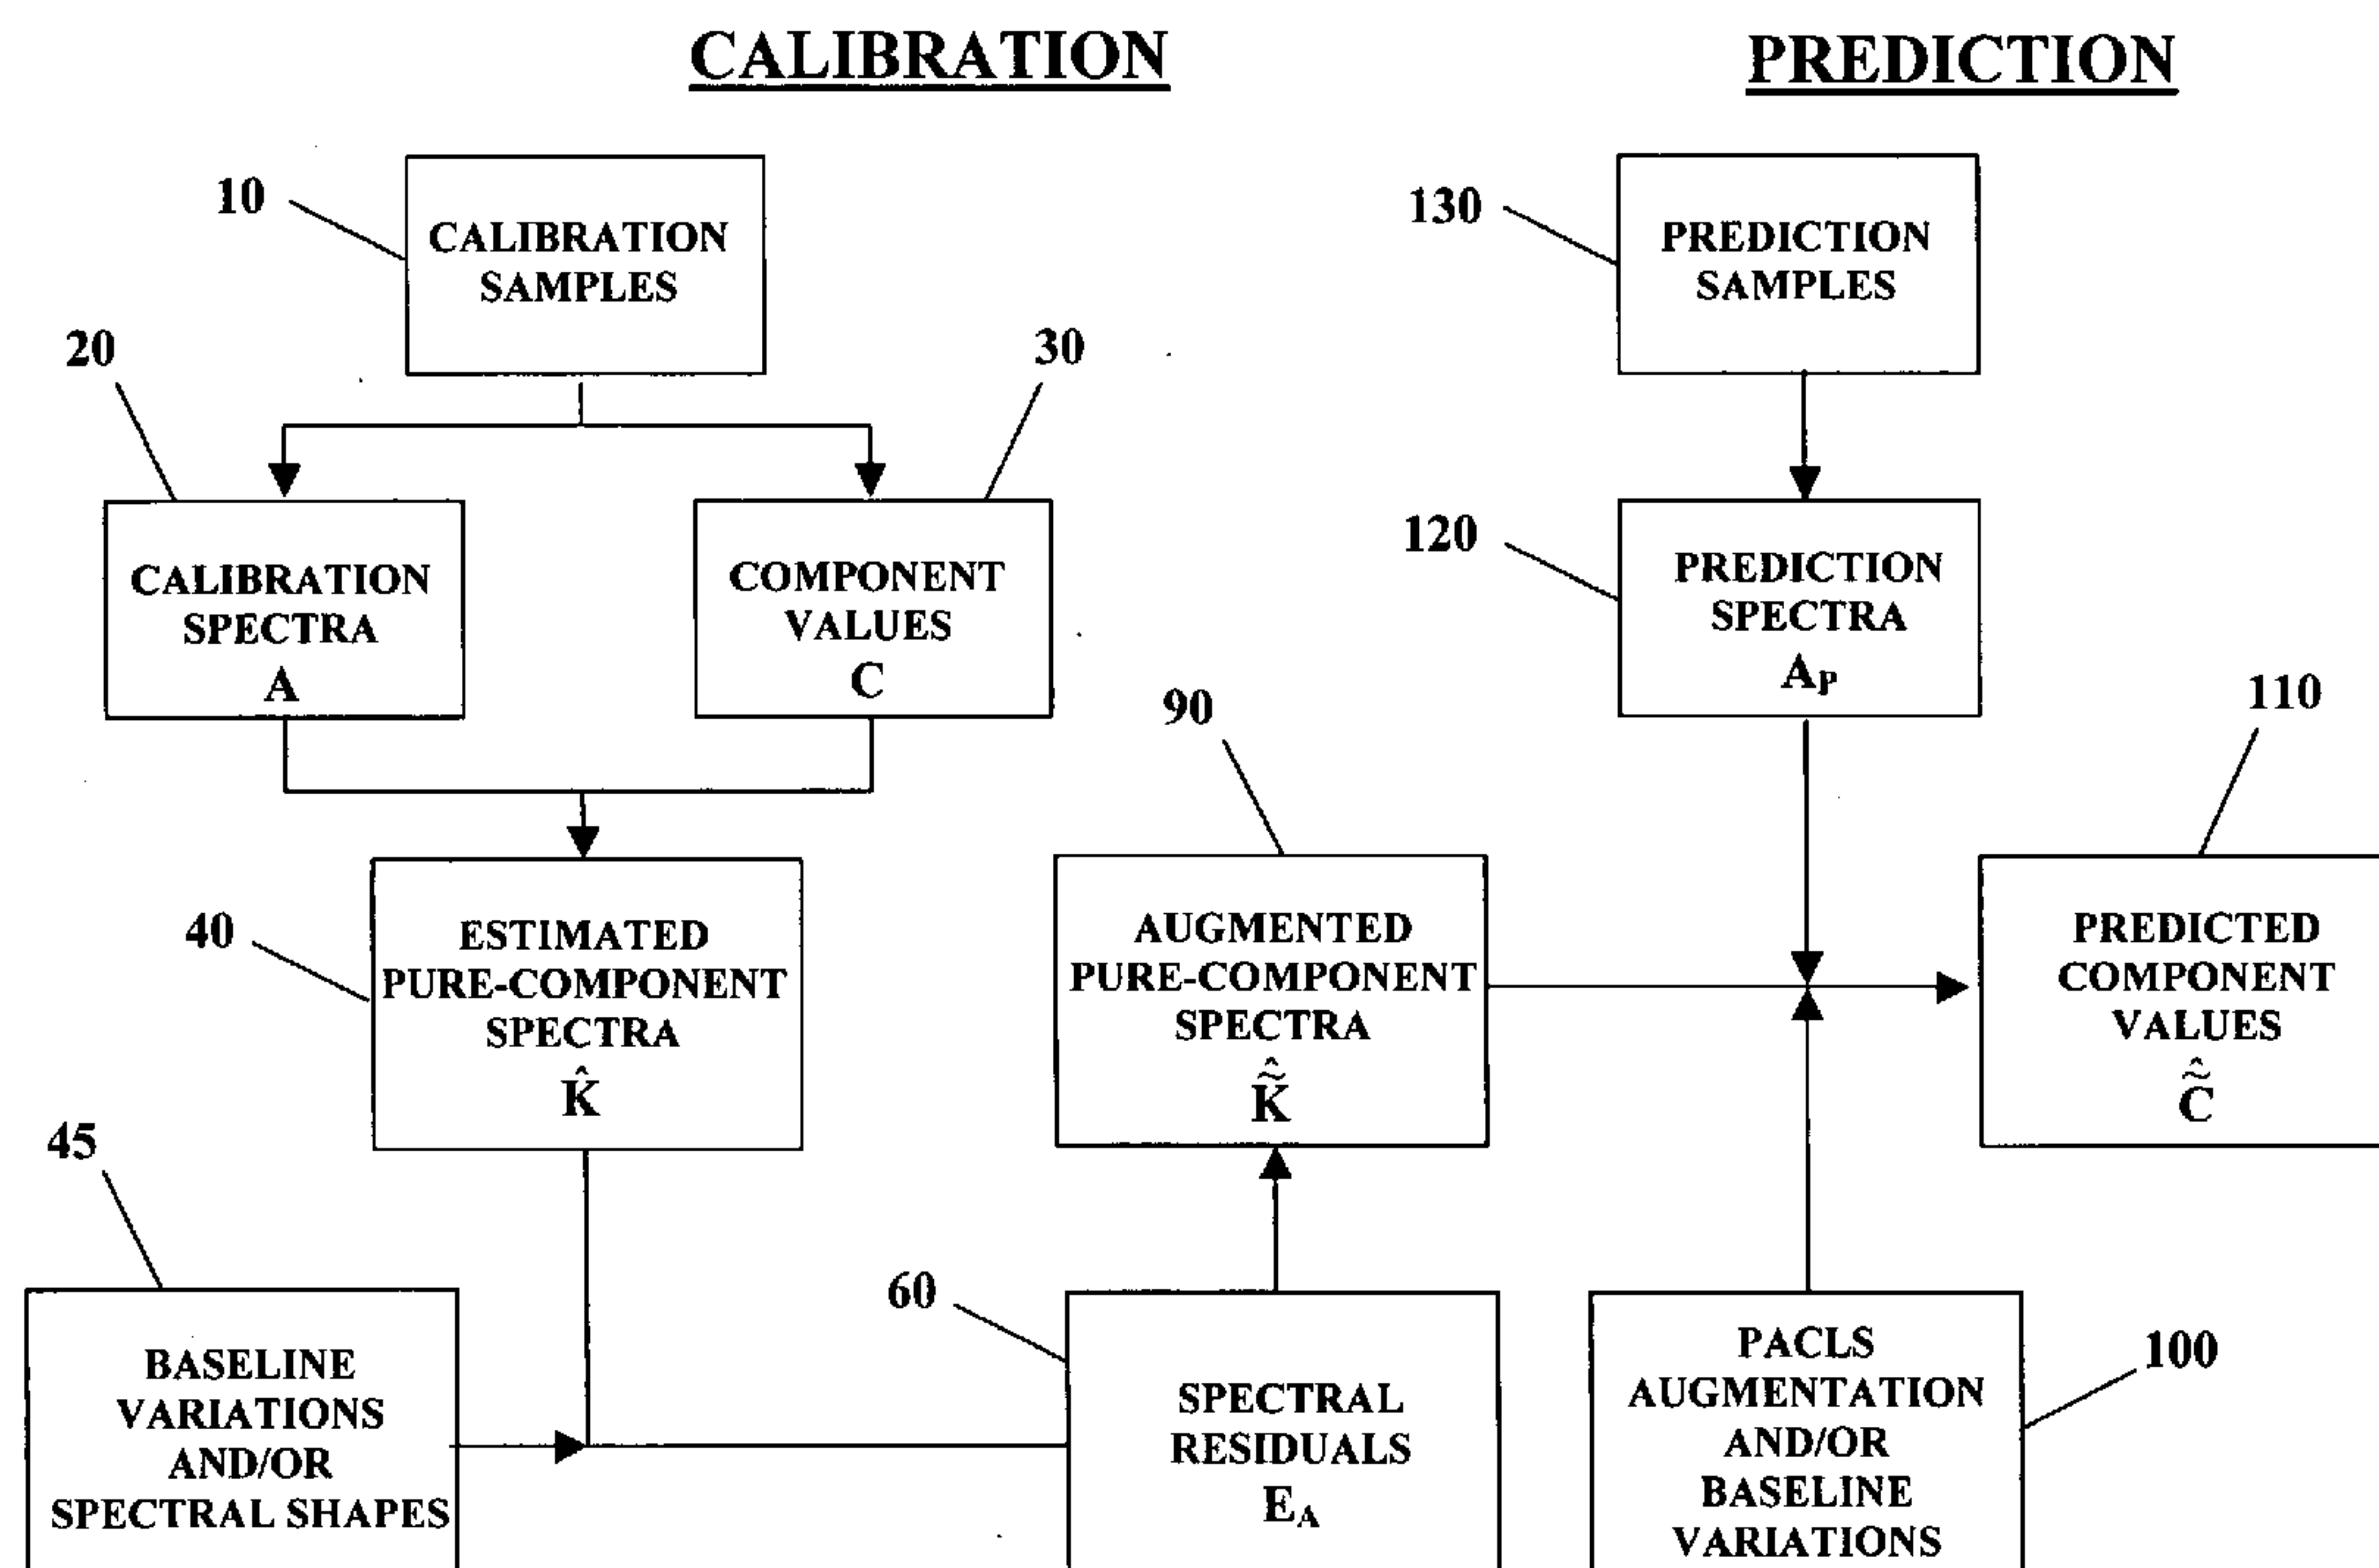 CALIBRATION
PREDICTION
10
CALIBRATION
SAMPLES
130
PREDICTION
SAMPLES
20
30
CALIBRATION
SPECTRA
A
COMPONENT
VALUES
C
120
PREDICTION
SPECTRA
AP
90
110
40
ESTIMATED
PURE-COMPONENT
SPECTRA
K̂
AUGMENTED
PURE-COMPONENT
SPECTRA
K̃̂
PREDICTED
COMPONENT
VALUES
C̃̂
45
BASELINE
VARIATIONS
AND/OR
SPECTRAL SHAPES
60
SPECTRAL
RESIDUALS
EA
PACLS
AUGMENTATION
AND/OR
BASELINE
VARIATIONS
100